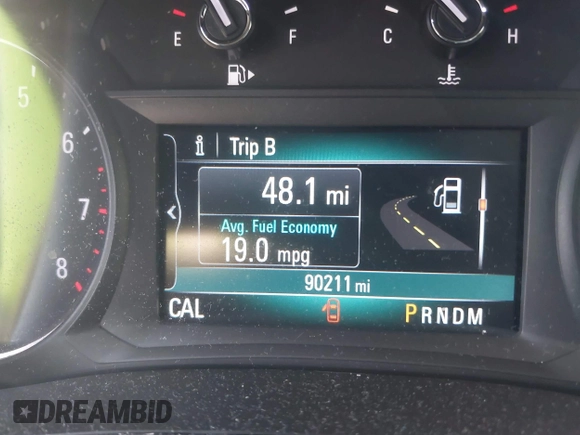 E F C H
5
6
7
8
i Trip B
48.1 mi
Avg. Fuel Economy
19.0 mpg
90211 mi
CAL PRNDM
DREAMBID